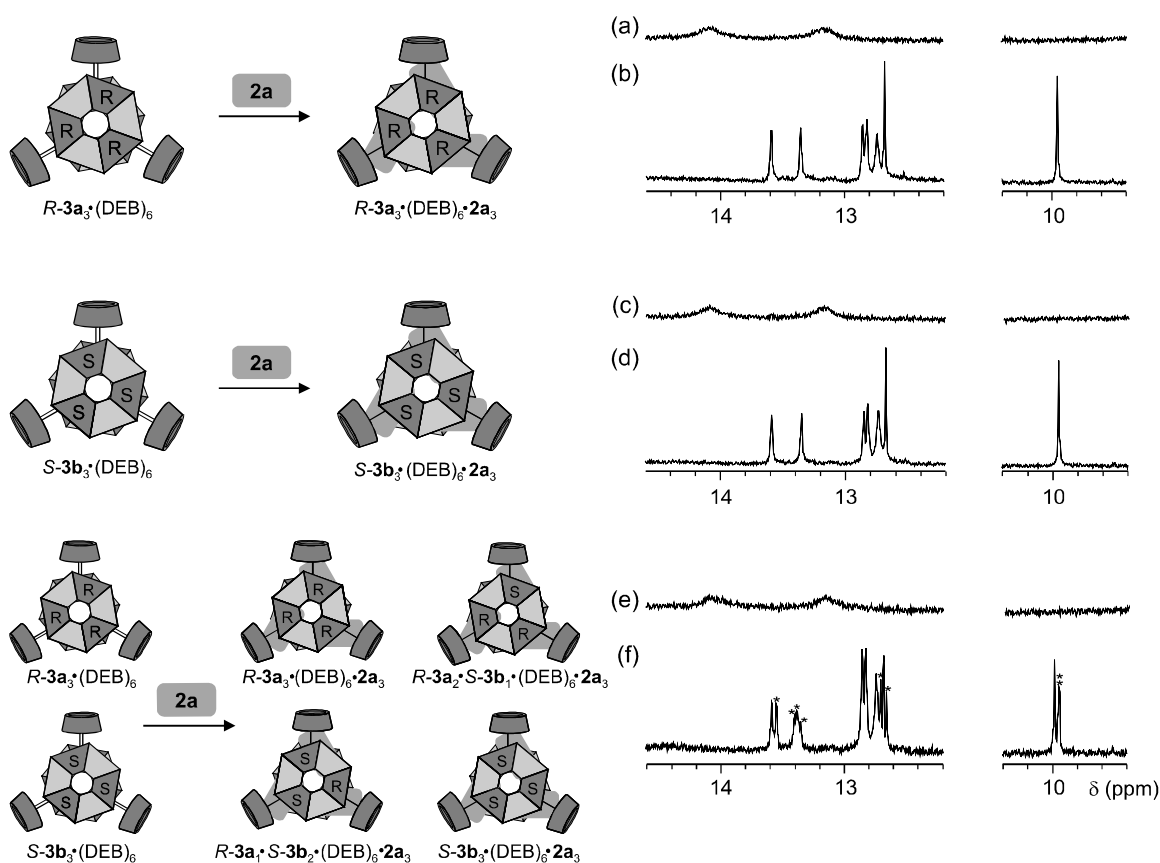 (a)
R R R
2a
R R R
(b)
14 13 10
R-3a₃•(DEB)₆
R-3a₃•(DEB)₆•2a₃
(c)
S S S
2a
S S S
(d)
14 13 10
S-3b₃•(DEB)₆
S-3b₃•(DEB)₆•2a₃
(e)
R R R
R R R
S R R
(f)
* * * * * * * *
R-3a₃•(DEB)₆
R-3a₃•(DEB)₆•2a₃
R-3a₂•S-3b₁•(DEB)₆•2a₃
2a
S S S
S R S
S S S
14 13 10 δ (ppm)
S-3b₃•(DEB)₆
R-3a₁•S-3b₂•(DEB)₆•2a₃
S-3b₃•(DEB)₆•2a₃